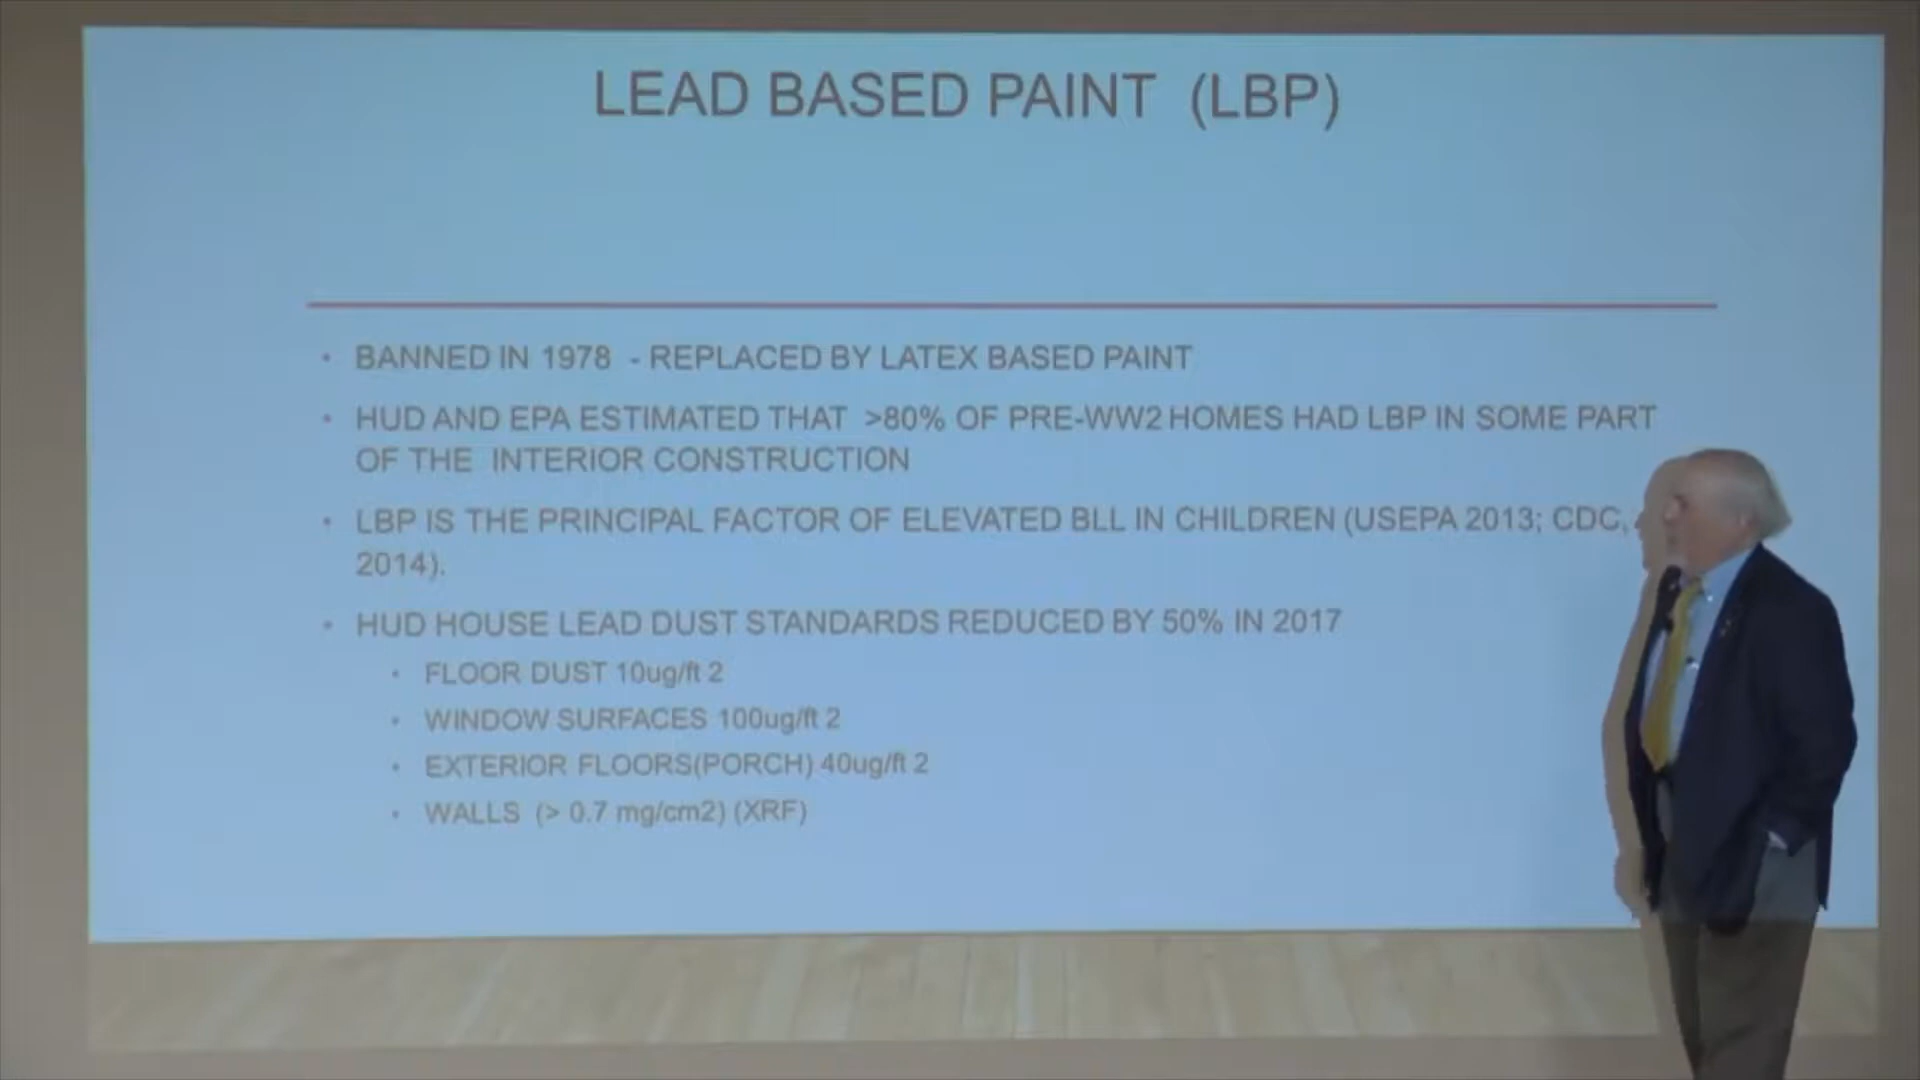 LEAD BASED PAINT (LBP)
• BANNED IN 1978 - REPLACED BY LATEX BASED PAINT
• HUD AND EPA ESTIMATED THAT >80% OF PRE-WW2 HOMES HAD LBP IN SOME PART
OF THE INTERIOR CONSTRUCTION
• LBP IS THE PRINCIPAL FACTOR OF ELEVATED BLL IN CHILDREN (USEPA 2013; CDC,
2014).
• HUD HOUSE LEAD DUST STANDARDS REDUCED BY 50% IN 2017
• FLOOR DUST 10ug/ft 2
• WINDOW SURFACES 100ug/ft 2
• EXTERIOR FLOORS(PORCH) 40ug/ft 2
• WALLS (> 0.7 mg/cm2) (XRF)